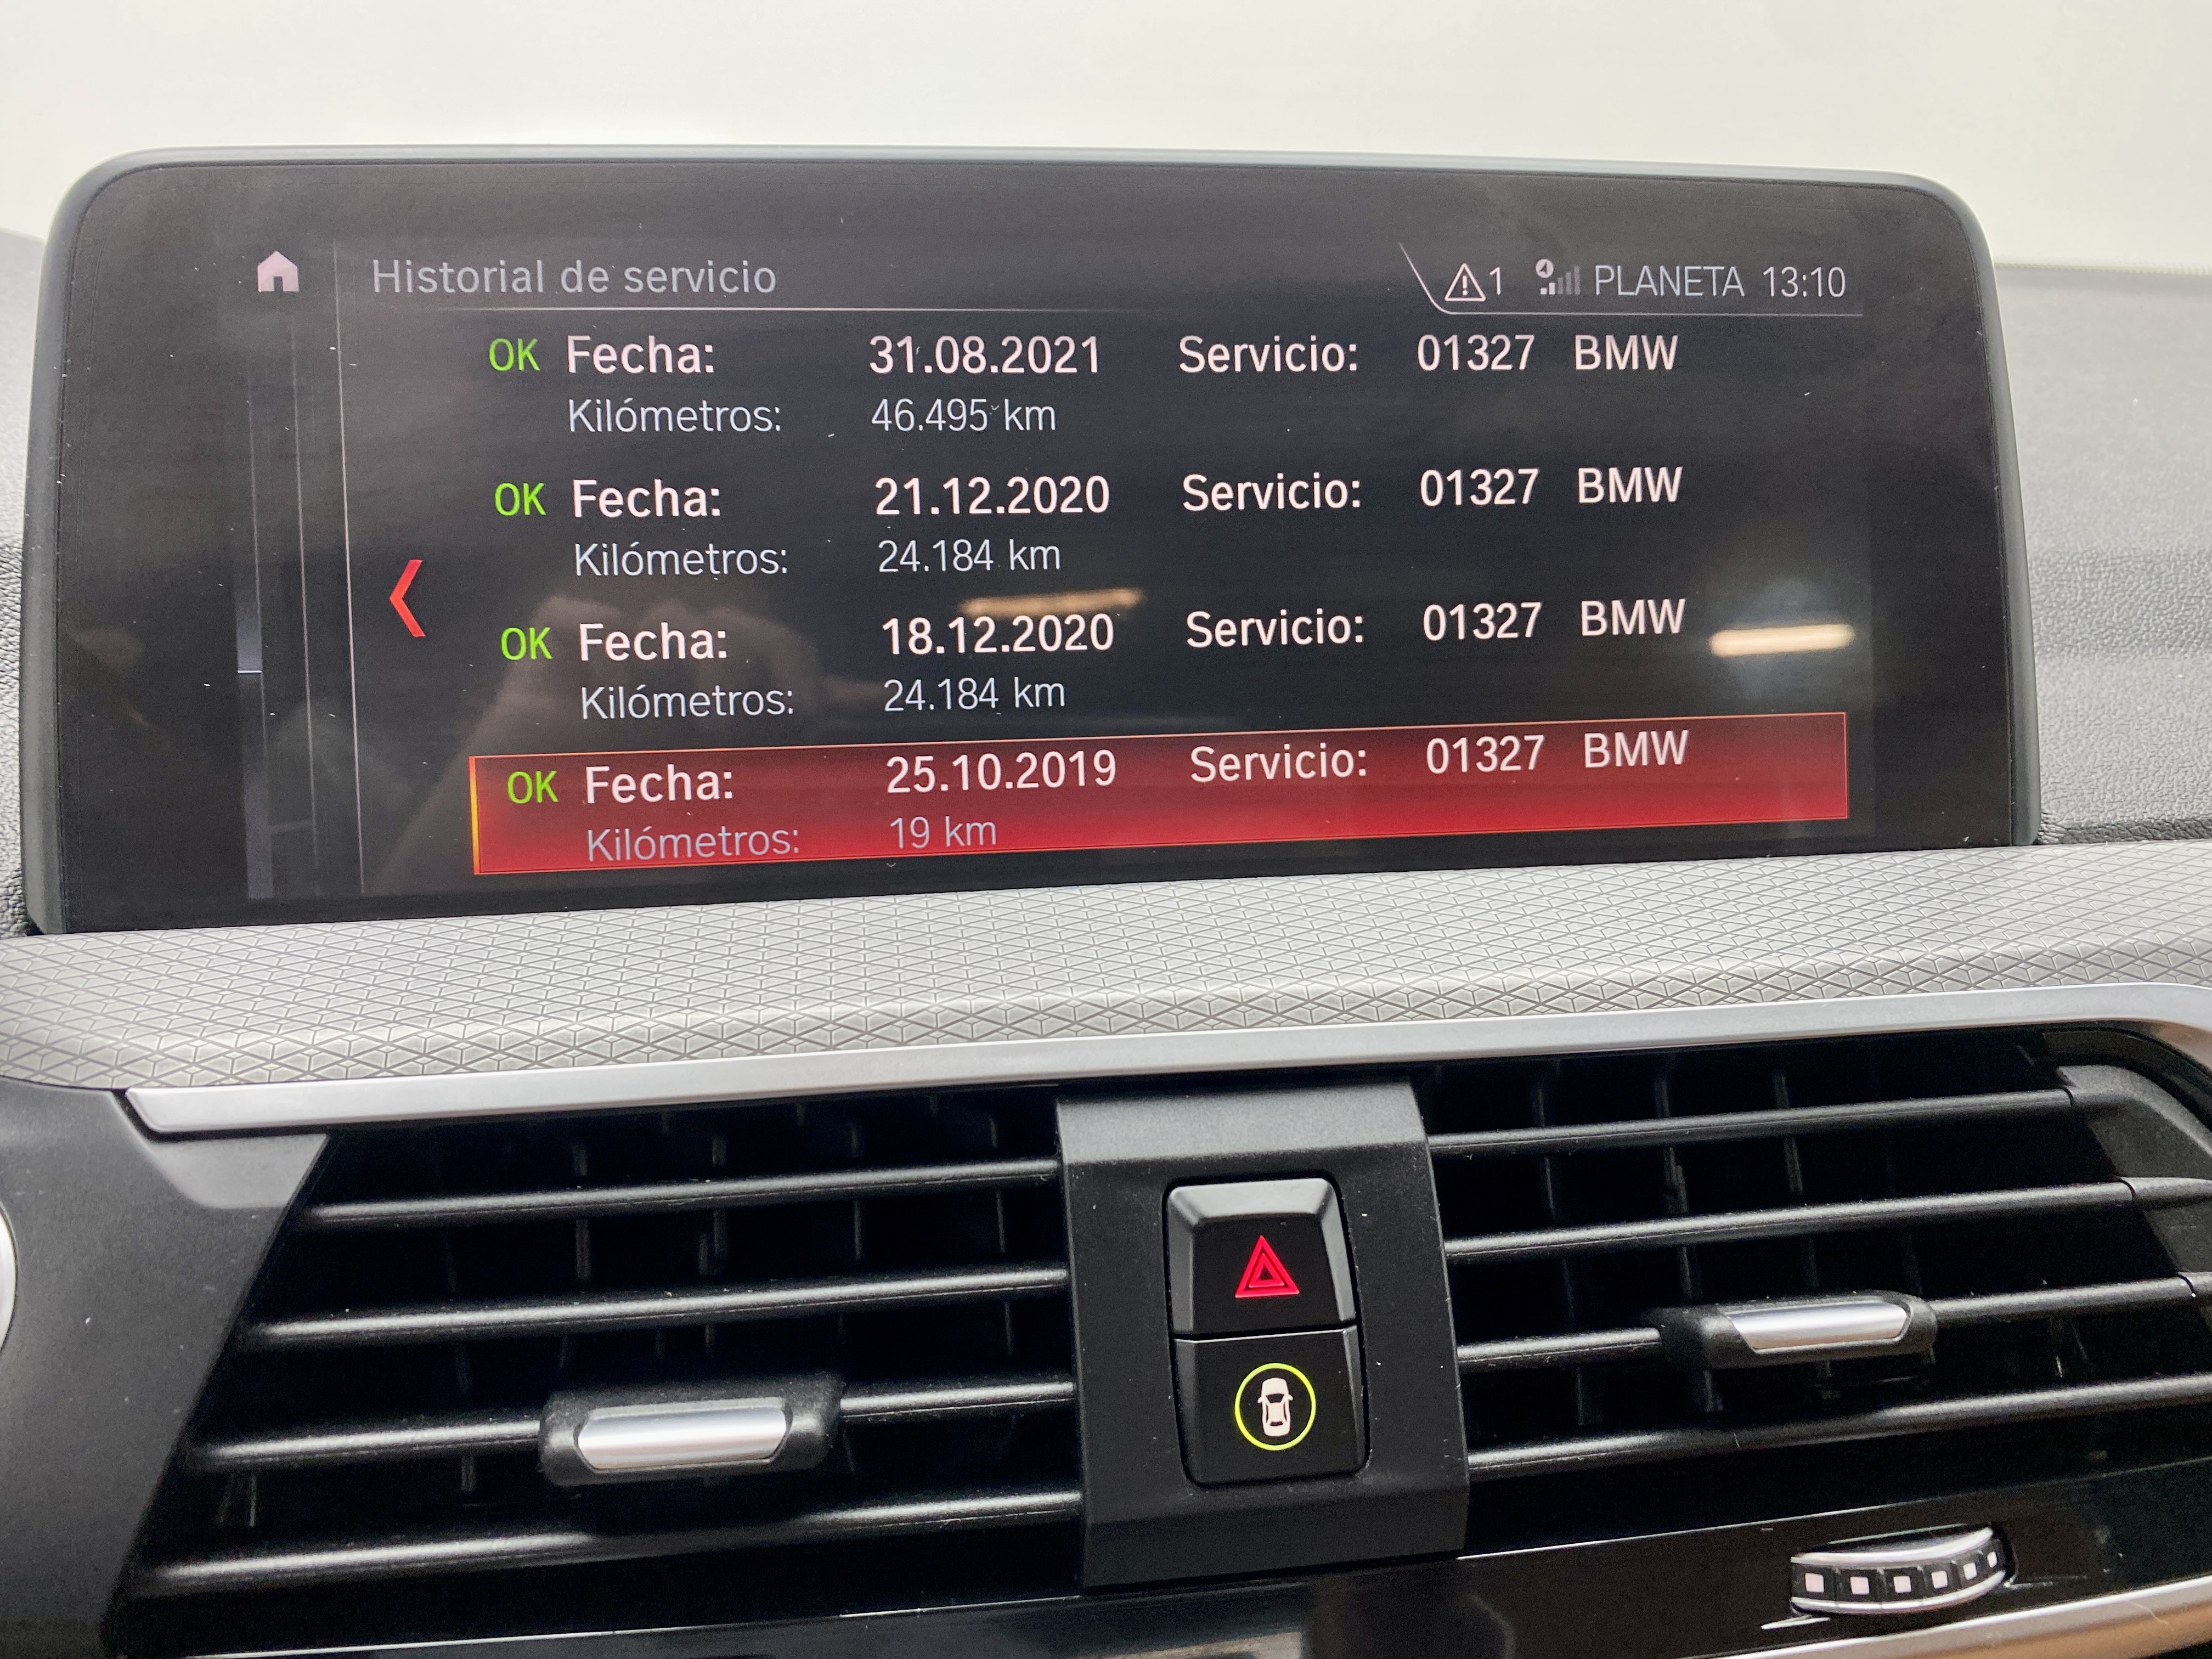 Historial de servicio 1 PLANETA 13:10
OK Fecha: 31.08.2021 Servicio: 01327 BMW
Kilómetros: 46.495 km
OK Fecha: 21.12.2020 Servicio: 01327 BMW
Kilómetros: 24.184 km
OK Fecha: 18.12.2020 Servicio: 01327 BMW
Kilómetros: 24.184 km
OK Fecha: 25.10.2019 Servicio: 01327 BMW
Kilómetros: 19 km